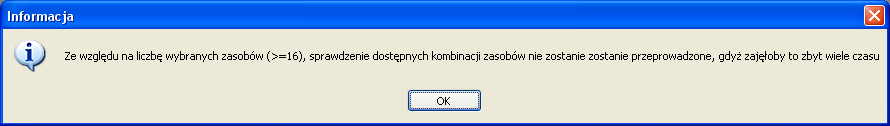 Informacja
Ze względu na liczbę wybranych zasobów (>=16), sprawdzenie dostępnych kombinacji zasobów nie zostanie zostanie przeprowadzone, gdyż zajęłoby to zbyt wiele czasu
OK